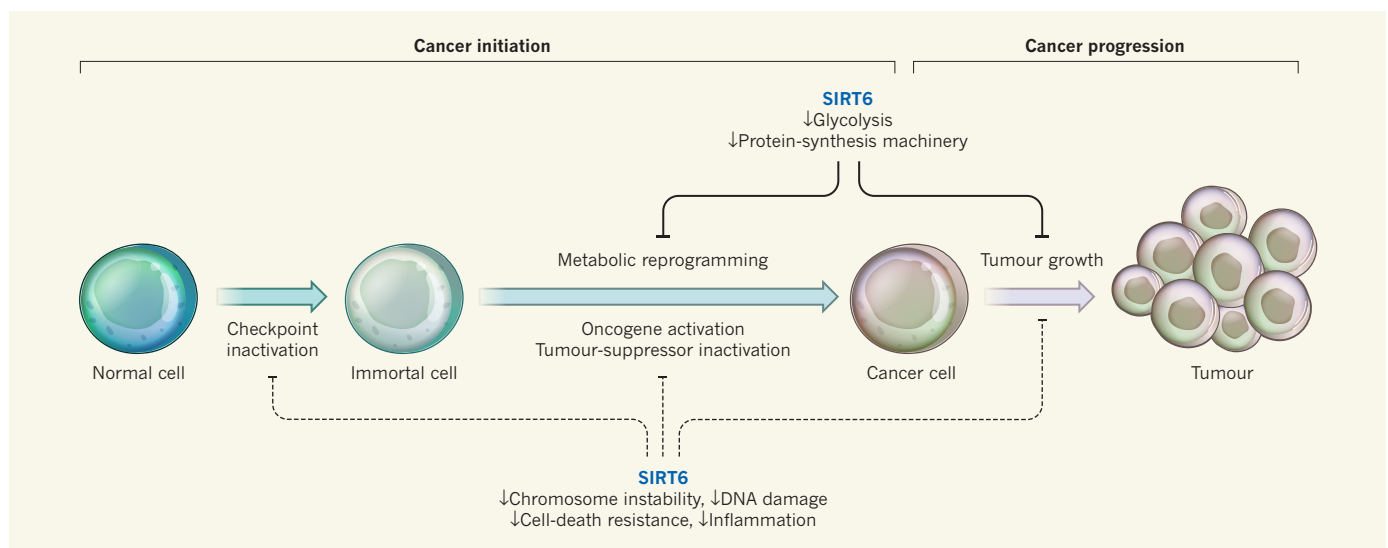 Cancer initiation
Cancer progression
SIRT6
↓Glycolysis
↓Protein-synthesis machinery
Metabolic reprogramming
Tumour growth
Checkpoint
inactivation
Oncogene activation
Tumour-suppressor inactivation
Normal cell
Immortal cell
Cancer cell
Tumour
SIRT6
↓Chromosome instability, ↓DNA damage
↓Cell-death resistance, ↓Inflammation